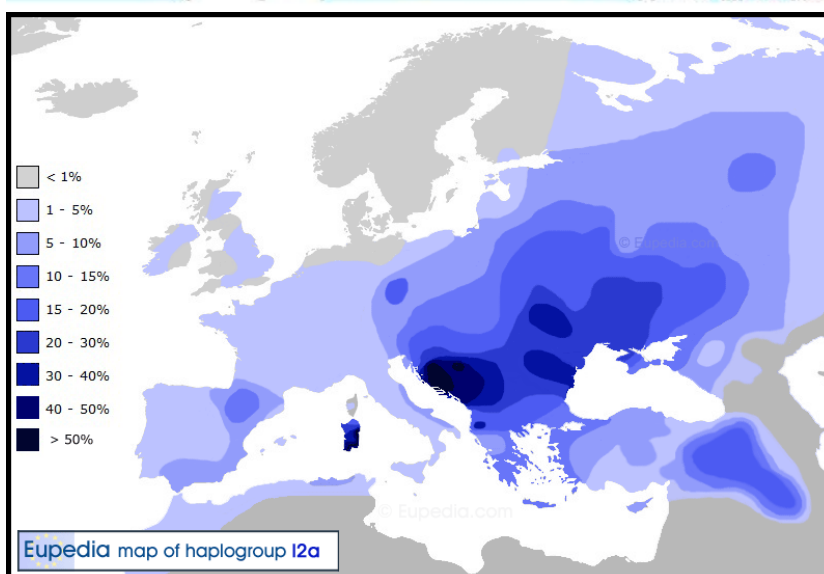 < 1%
1 - 5%
5 - 10%
10 - 15%
15 - 20%
20 - 30%
30 - 40%
40 - 50%
> 50%
© Eupedia.com
© Eupedia.com
Eupedia map of haplogroup I2a